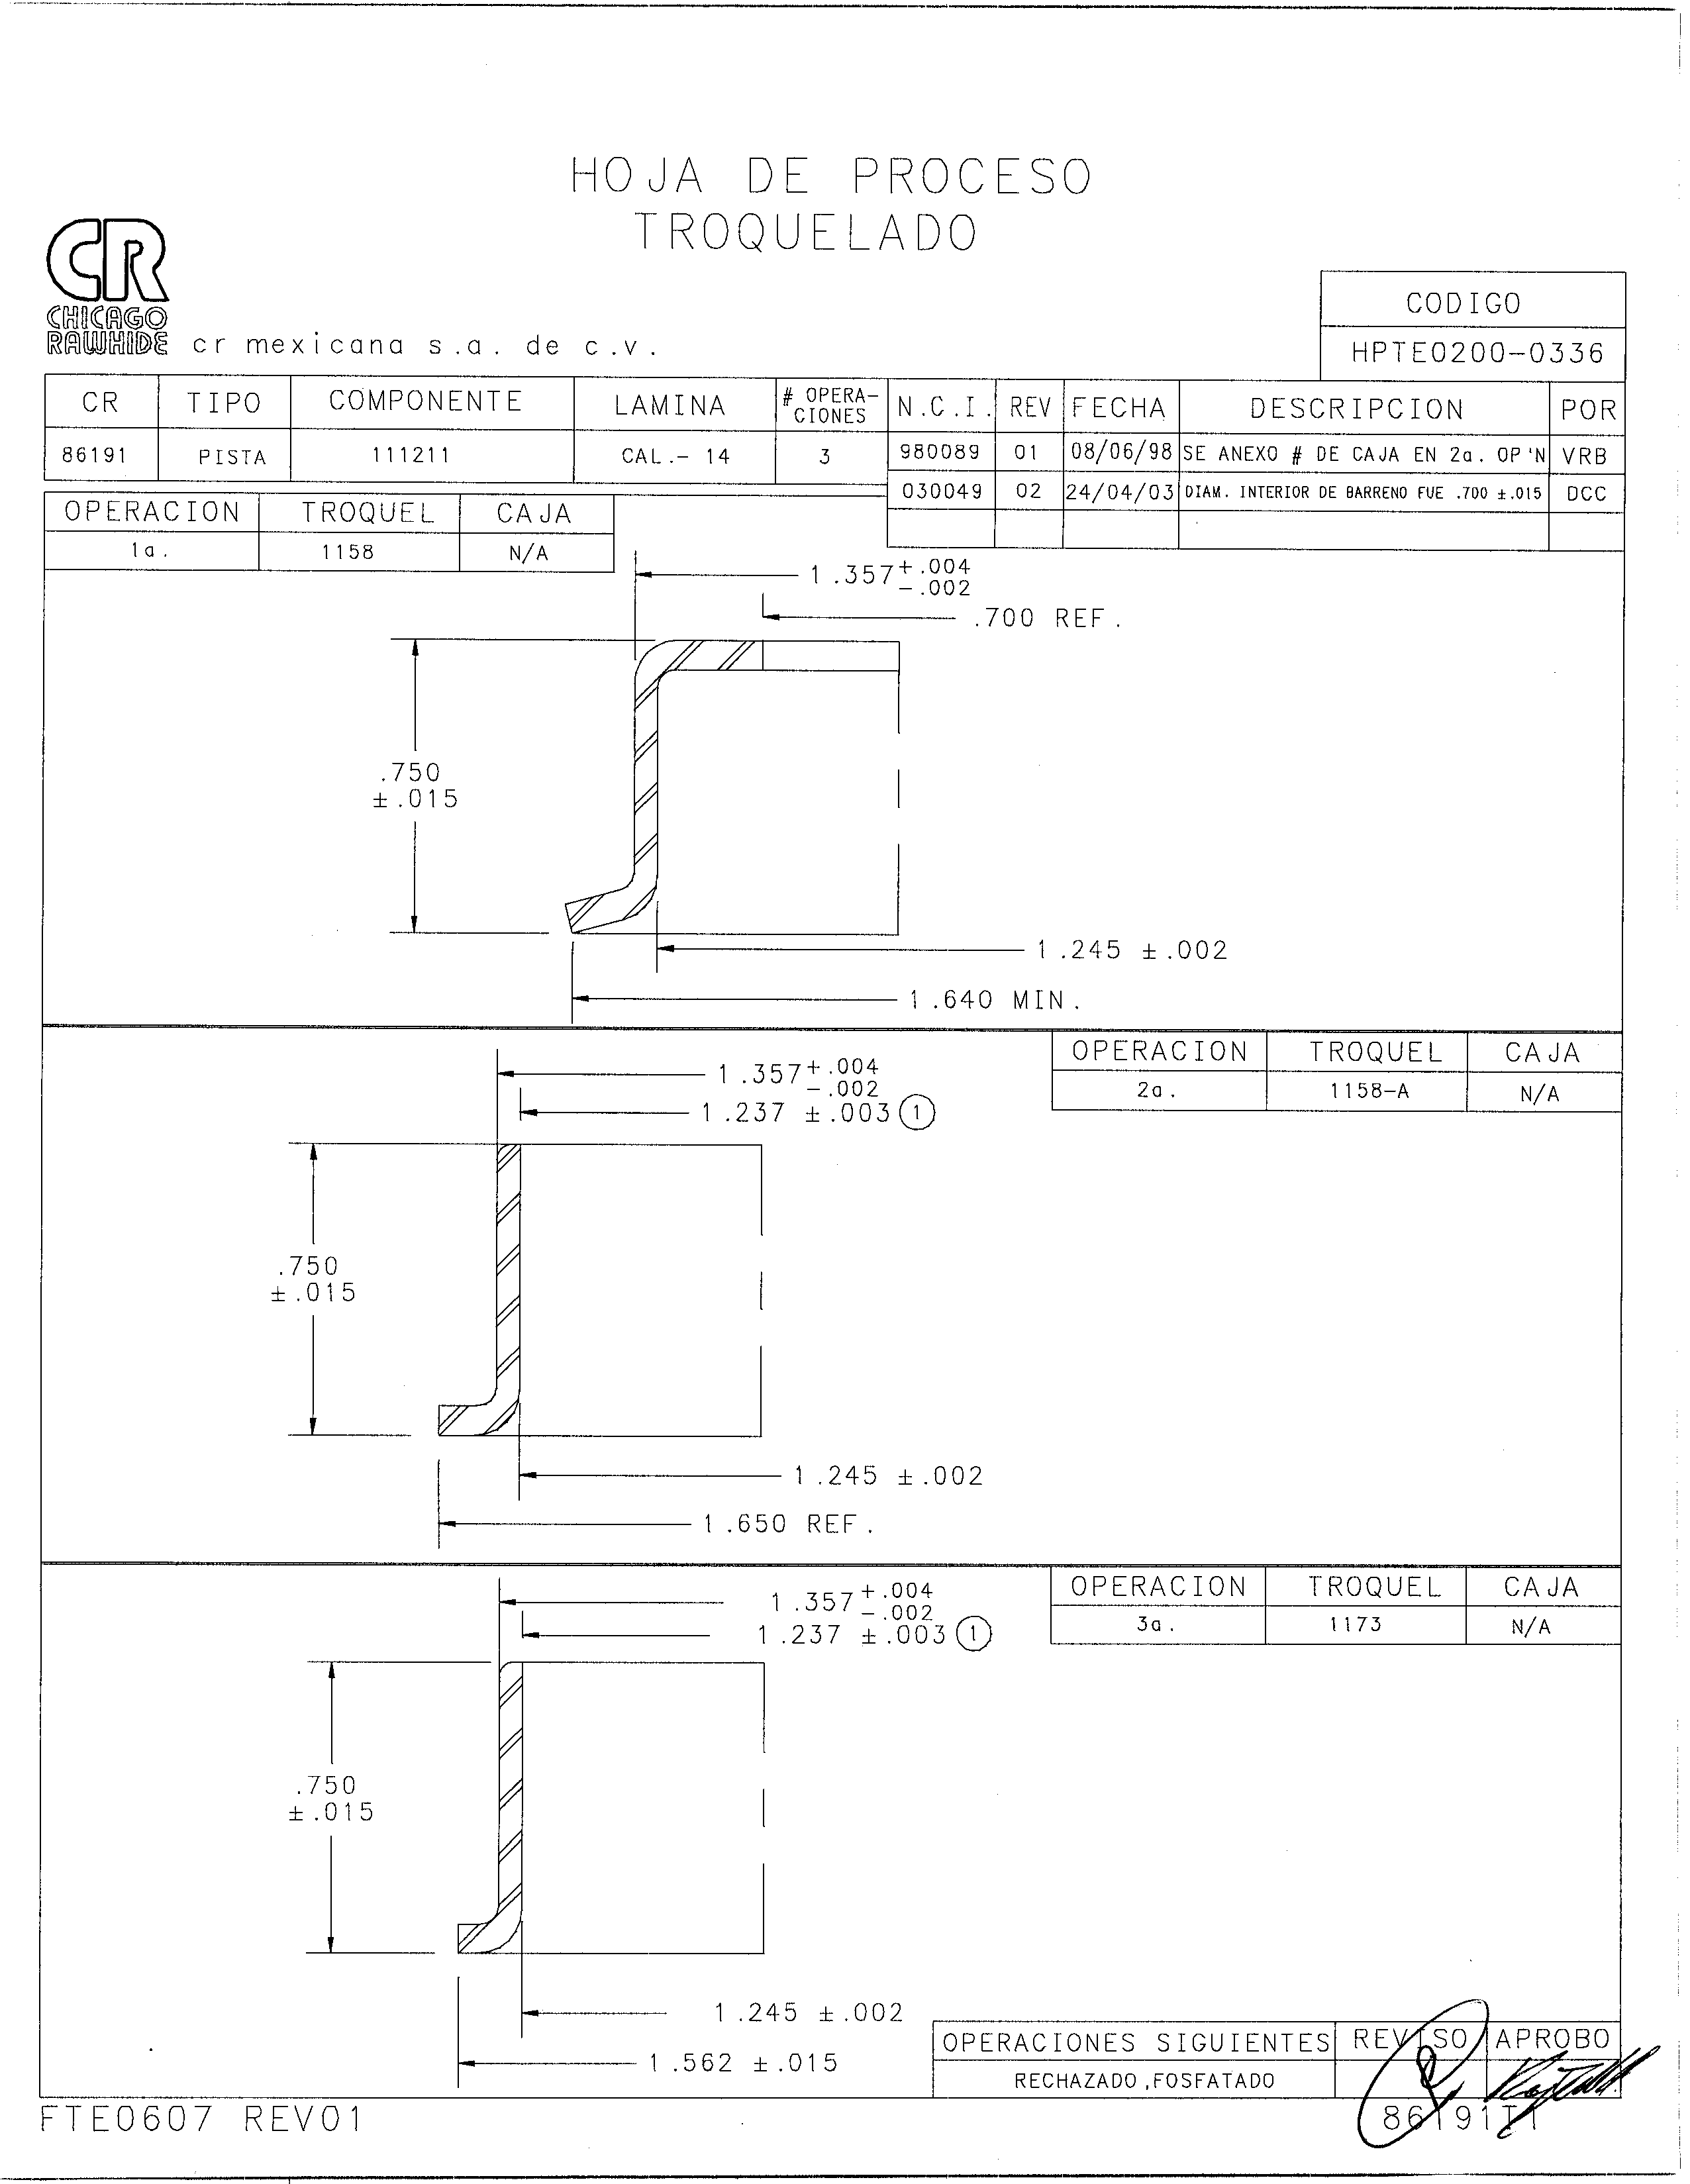 HOJA DE PROCESO
TROQUELADO
CR
CHICAGO
RAWHIDE
cr mexicana s.a. de c.v.
CODIGO
HPTE0200-0336
CR TIPO COMPONENTE LAMINA # OPERA-CIONES N.C.I. REV FECHA DESCRIPCION POR
86191 PISTA 111211 CAL.- 14 3 980089 01 08/06/98 SE ANEXO # DE CAJA EN 2a. OP'N VRB
030049 02 24/04/03 DIAM. INTERIOR DE BARRENO FUE .700 ±.015 DCC
OPERACION TROQUEL CAJA
1a. 1158 N/A
1.357 +.004
-.002
.700 REF.
.750
±.015
1.245 ±.002
1.640 MIN.
OPERACION TROQUEL CAJA
2a. 1158-A N/A
1.357 +.004
-.002
1.237 ±.003 1
.750
±.015
1.245 ±.002
1.650 REF.
OPERACION TROQUEL CAJA
3a. 1173 N/A
1.357 +.004
-.002
1.237 ±.003 1
.750
±.015
1.245 ±.002
1.562 ±.015
OPERACIONES SIGUIENTES REVISO APROBO
RECHAZADO,FOSFATADO
FTE0607 REV01